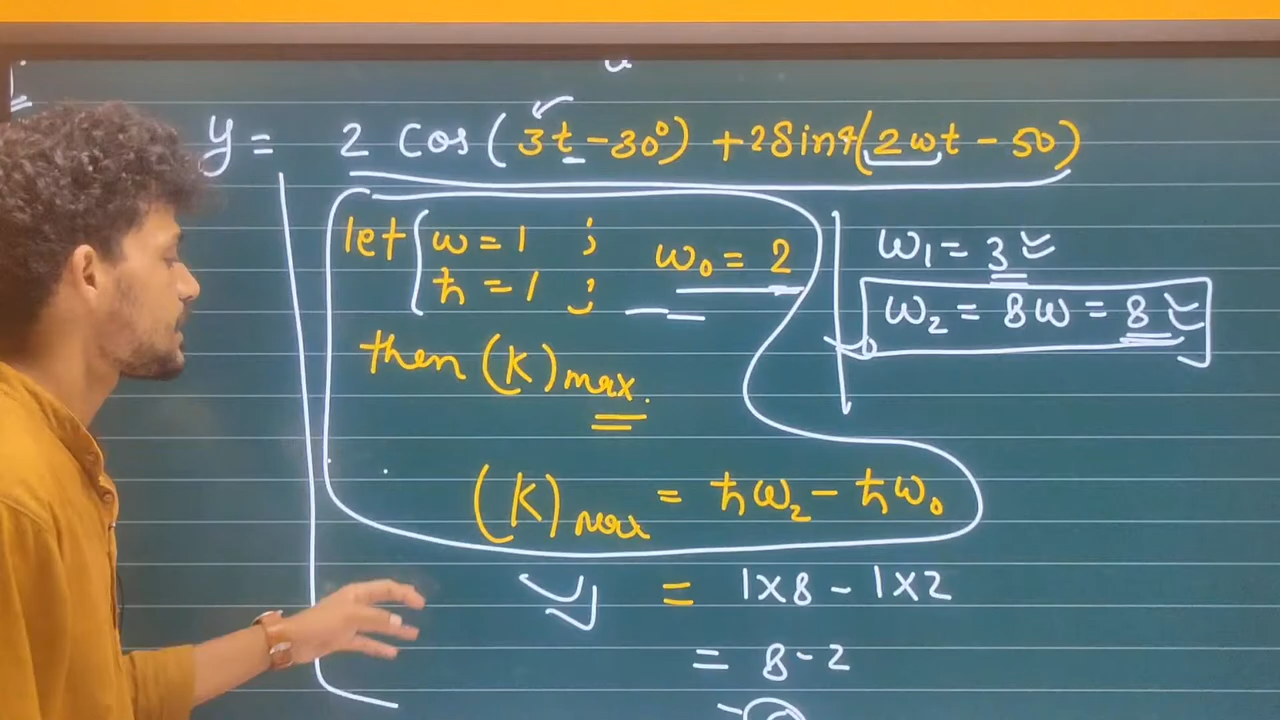 y = 2 cos(3t - 30°) + 2 Sin4(2ωt - 50)
let ω = 1 ; ω₀ = 2
ħ = 1 ;
then (K)max.
(K)max = ħω₂ - ħω₀
= 1×8 - 1×2
= 8-2
ω₁ = 3
ω₂ = 8ω = 8